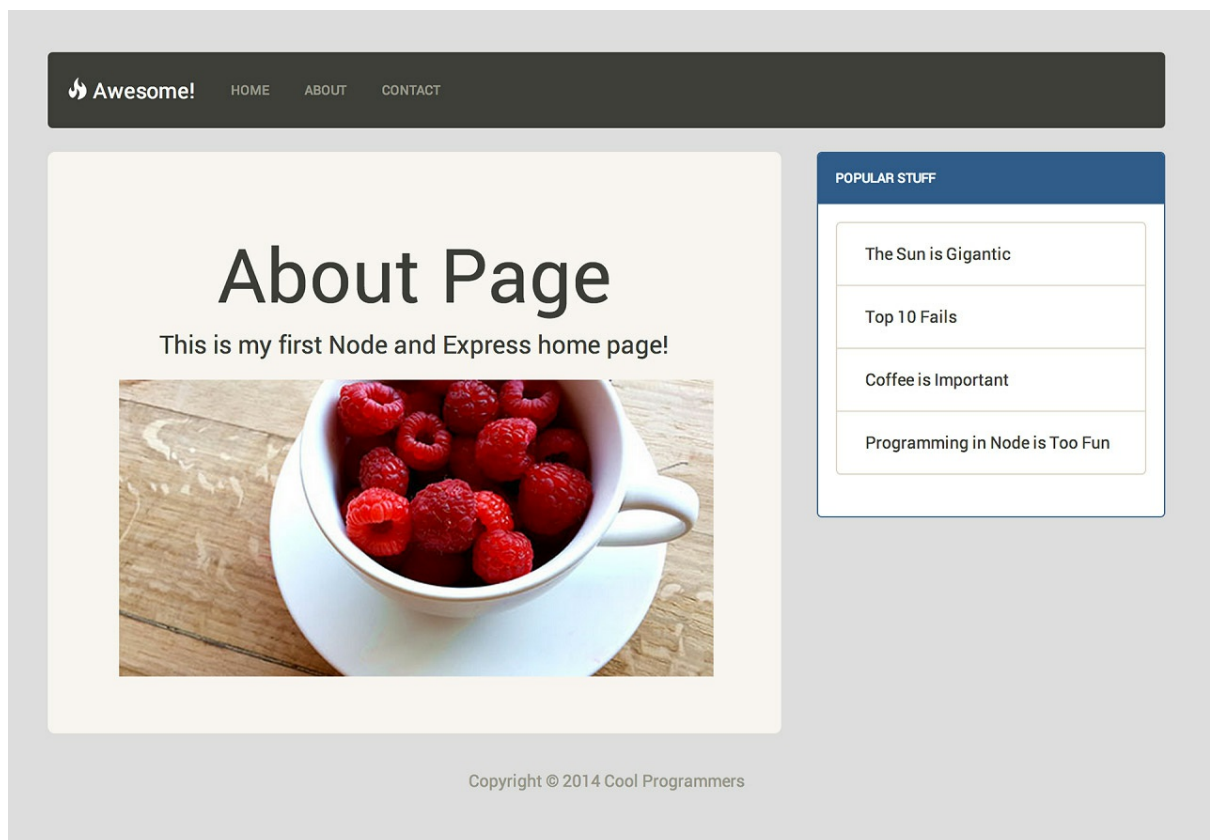 Awesome! HOME ABOUT CONTACT
About Page
This is my first Node and Express home page!
POPULAR STUFF
The Sun is Gigantic
Top 10 Fails
Coffee is Important
Programming in Node is Too Fun
Copyright © 2014 Cool Programmers